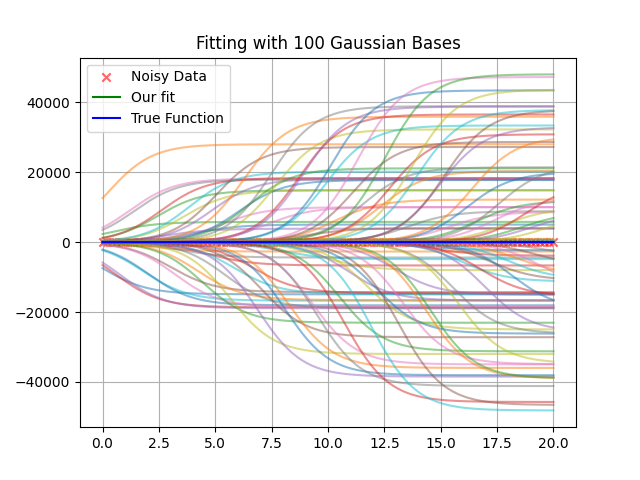 Fitting with 100 Gaussian Bases
Noisy Data
Our fit
True Function
40000
20000
0
−20000
−40000
0.0 2.5 5.0 7.5 10.0 12.5 15.0 17.5 20.0